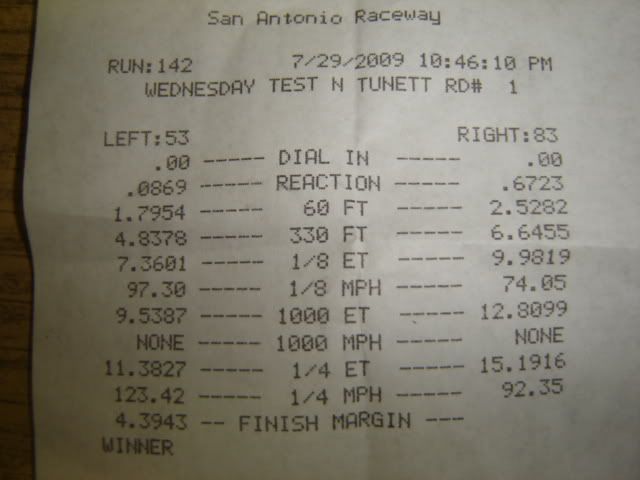 San Antonio Raceway
RUN:142 7/29/2009 10:46:10 PM
WEDNESDAY TEST N TUNETT RD# 1
LEFT:53 RIGHT:83
.00 ----- DIAL IN ----- .00
.0869 ----- REACTION ----- .6723
1.7954 ----- 60 FT ----- 2.5282
4.8378 ----- 330 FT ----- 6.6455
7.3601 ----- 1/8 ET ----- 9.9819
97.30 ----- 1/8 MPH ----- 74.05
9.5387 ----- 1000 ET ----- 12.8099
NONE ----- 1000 MPH ----- NONE
11.3827 ----- 1/4 ET ----- 15.1916
123.42 ----- 1/4 MPH ----- 92.35
4.3943 -- FINISH MARGIN ---
WINNER